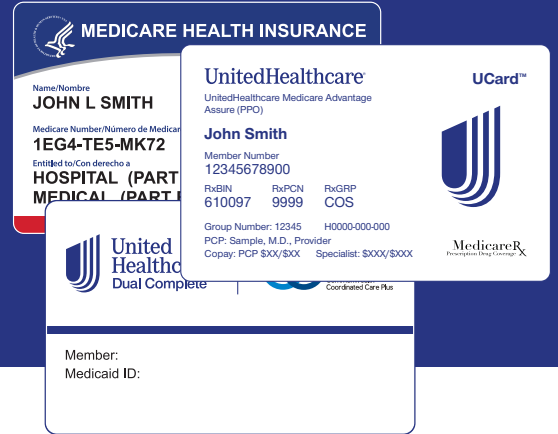 MEDICARE HEALTH INSURANCE
Name/Nombre
JOHN L SMITH
Medicare Number/Número de Medicar
1EG4-TE5-MK72
Entitled to/Con derecho a
HOSPITAL (PART
MEDICAL (PART
UnitedHealthcare
UCard™
UnitedHealthcare Medicare Advantage
Assure (PPO)
John Smith
Member Number
12345678900
RxBIN RxPCN RxGRP
610097 9999 COS
Group Number: 12345 H0000-000-000
PCP: Sample, M.D., Provider
Copay: PCP $XX/$XX Specialist: $XXX/$XXX
MedicareRx
Prescription Drug Coverage
United
Healthc
Dual Complete
Coordinated Care Plus
Member:
Medicaid ID: